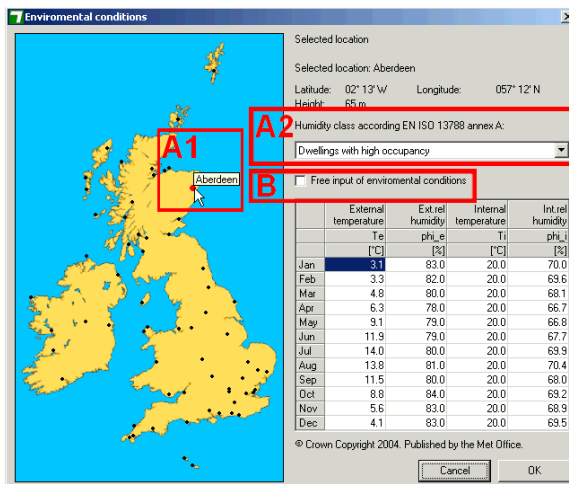 Enviromental conditions
Selected location
Selected location: Aberdeen
Latitude: 02° 13' W Longitude: 057° 12' N
Height: 65 m
A2
Humidity class according EN ISO 13788 annex A:
Dwellings with high occupancy
A1
Aberdeen
B
Free input of enviromental conditions
External temperature Ext.rel humidity Internal temperature Int.rel humidity
Te phi_e Ti phi_i
[°C] [%] [°C] [%]
Jan 3.1 83.0 20.0 70.0
Feb 3.3 82.0 20.0 69.6
Mar 4.8 80.0 20.0 68.1
Apr 6.3 78.0 20.0 66.7
May 9.1 79.0 20.0 66.8
Jun 11.9 79.0 20.0 67.7
Jul 14.0 80.0 20.0 69.9
Aug 13.8 81.0 20.0 70.4
Sep 11.5 80.0 20.0 68.0
Oct 8.8 84.0 20.0 69.2
Nov 5.6 83.0 20.0 68.9
Dec 4.1 83.0 20.0 69.5
© Crown Copyright 2004. Published by the Met Office.
Cancel OK